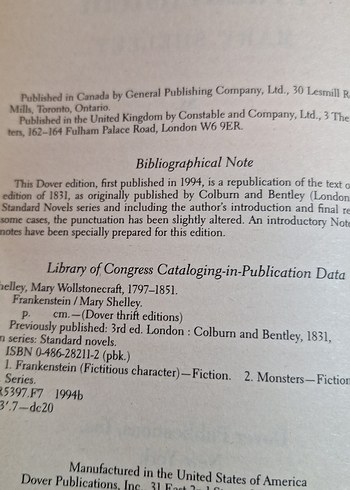 Published in Canada by General Publishing Company, Ltd., 30 Lesmill R
Mills, Toronto, Ontario.
Published in the United Kingdom by Constable and Company, Ltd., 3 The
ters, 162–164 Fulham Palace Road, London W6 9ER.
Bibliographical Note
This Dover edition, first published in 1994, is a republication of the text o
edition of 1831, as originally published by Colburn and Bentley (London
Standard Novels series and including the author's introduction and final re
some cases, the punctuation has been slightly altered. An introductory Note
notes have been specially prepared for this edition.
Library of Congress Cataloging-in-Publication Data
helley, Mary Wollstonecraft, 1797–1851.
Frankenstein / Mary Shelley.
p. cm.—(Dover thrift editions)
Previously published: 3rd ed. London : Colburn and Bentley, 1831,
n series: Standard novels.
ISBN 0-486-28211-2 (pbk.)
1. Frankenstein (Fictitious character)—Fiction. 2. Monsters—Fiction
Series.
R5397.F7 1994b
3'.7—dc20
Manufactured in the United States of America
Dover Publications, Inc., 31 East 2